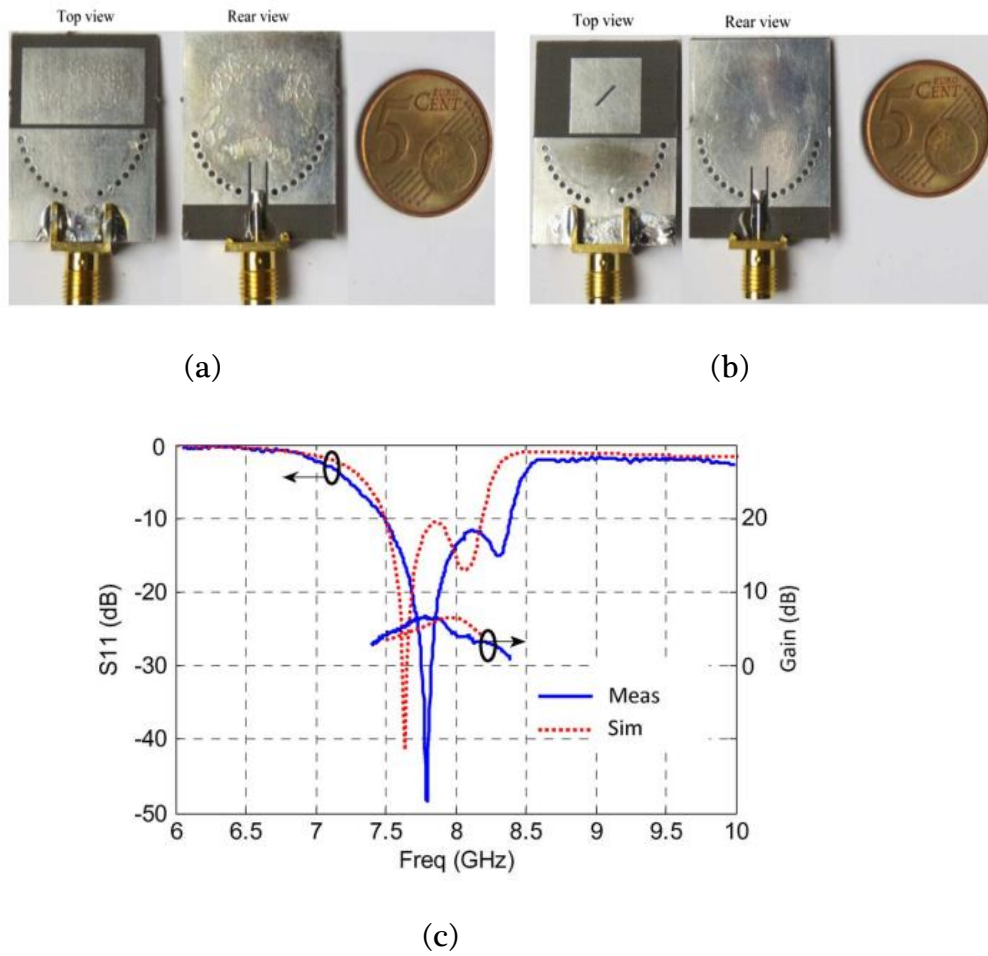 Top view Rear view
5 EURO CENT
Top view Rear view
5 EURO CENT
(a) (b)
0
-10
-20
-30
-40
-50
S11 (dB)
20
10
0
Gain (dB)
Meas
Sim
6 6.5 7 7.5 8 8.5 9 9.5 10
Freq (GHz)
(c)